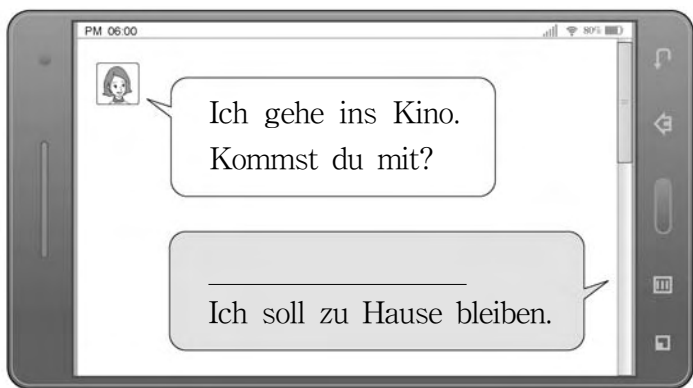 PM 06:00 80%
Ich gehe ins Kino.
Kommst du mit?
Ich soll zu Hause bleiben.